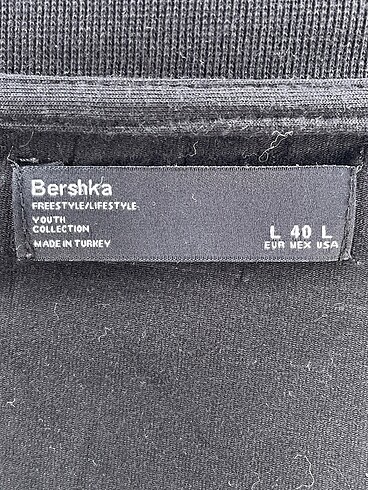 Bershka
FREESTYLE/LIFESTYLE
YOUTH
COLLECTION
MADE IN TURKEY
L 40 L
EUR MEX USA